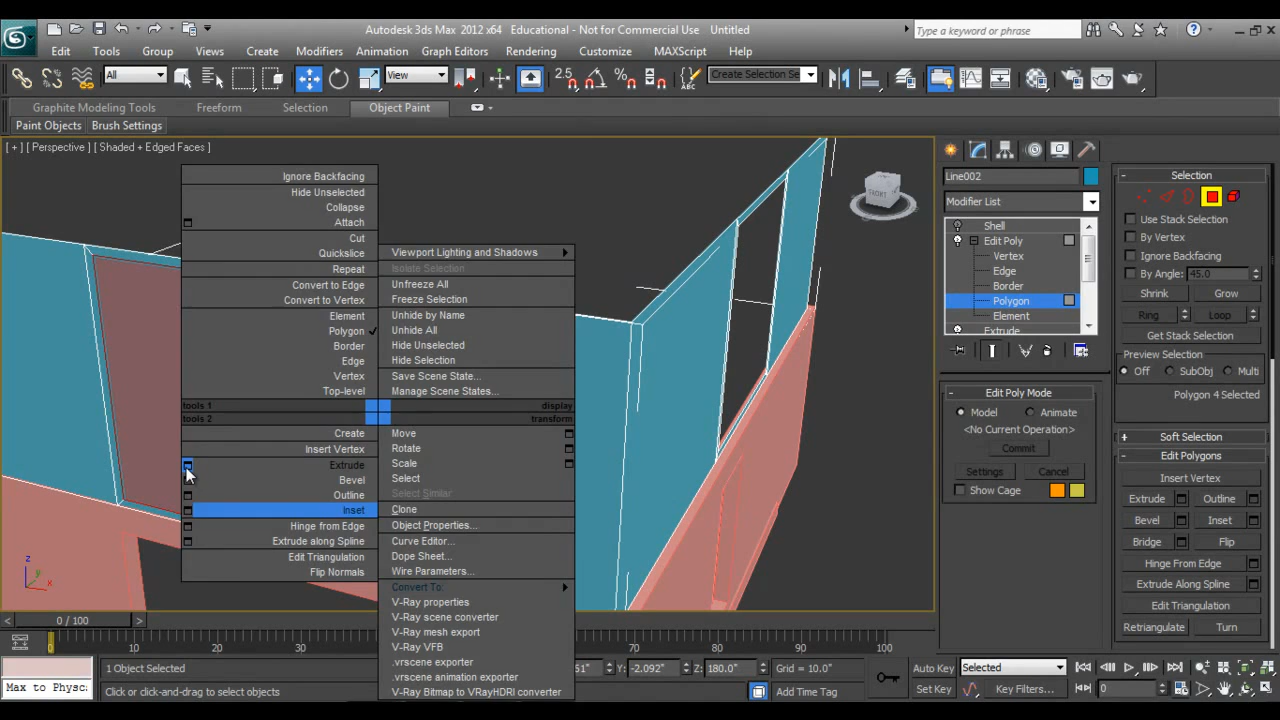 Autodesk 3ds Max 2012 x64 Educational - Not for Commercial Use Untitled
Type a keyword or phrase
Edit Tools Group Views Create Modifiers Animation Graph Editors Rendering Customize MAXScript Help
All
View
2.5
Create Selection Se
Graphite Modeling Tools Freeform Selection Object Paint
Paint Objects Brush Settings
[ + ] [ Perspective ] [ Shaded + Edged Faces ]
FRONT
Ignore Backfacing
Hide Unselected
Collapse
Attach
Cut
Quickslice
Repeat
Convert to Edge
Convert to Vertex
Element
Polygon
Border
Edge
Vertex
Top-level
tools 1
tools 2
Create
Insert Vertex
Extrude
Bevel
Outline
Inset
Hinge from Edge
Extrude along Spline
Edit Triangulation
Flip Normals
Viewport Lighting and Shadows
Isolate Selection
Unfreeze All
Freeze Selection
Unhide by Name
Unhide All
Hide Unselected
Hide Selection
Save Scene State...
Manage Scene States...
display
transform
Move
Rotate
Scale
Select
Select Similar
Clone
Object Properties...
Curve Editor...
Dope Sheet...
Wire Parameters...
Convert To:
V-Ray properties
V-Ray scene converter
V-Ray mesh export
V-Ray VFB
.vrscene exporter
.vrscene animation exporter
V-Ray Bitmap to VRayHDRI converter
Line002
Modifier List
Shell
Edit Poly
Vertex
Edge
Border
Polygon
Element
Extrude
Edit Poly Mode
Model Animate
<No Current Operation>
Commit
Settings Cancel
Show Cage
Selection
Use Stack Selection
By Vertex
Ignore Backfacing
By Angle: 45.0
Shrink Grow
Ring Loop
Get Stack Selection
Preview Selection
Off SubObj Multi
Polygon 4 Selected
Soft Selection
Edit Polygons
Insert Vertex
Extrude Outline
Bevel Inset
Bridge Flip
Hinge From Edge
Extrude Along Spline
Edit Triangulation
Retriangulate Turn
z
y
x
0 / 100
0 10 70 80 90 100
1 Object Selected
Y: -2.092" Z: 180.0" Grid = 10.0"
Auto Key Selected
Max to Physc
Click or click-and-drag to select objects
Add Time Tag
Set Key Key Filters... 0